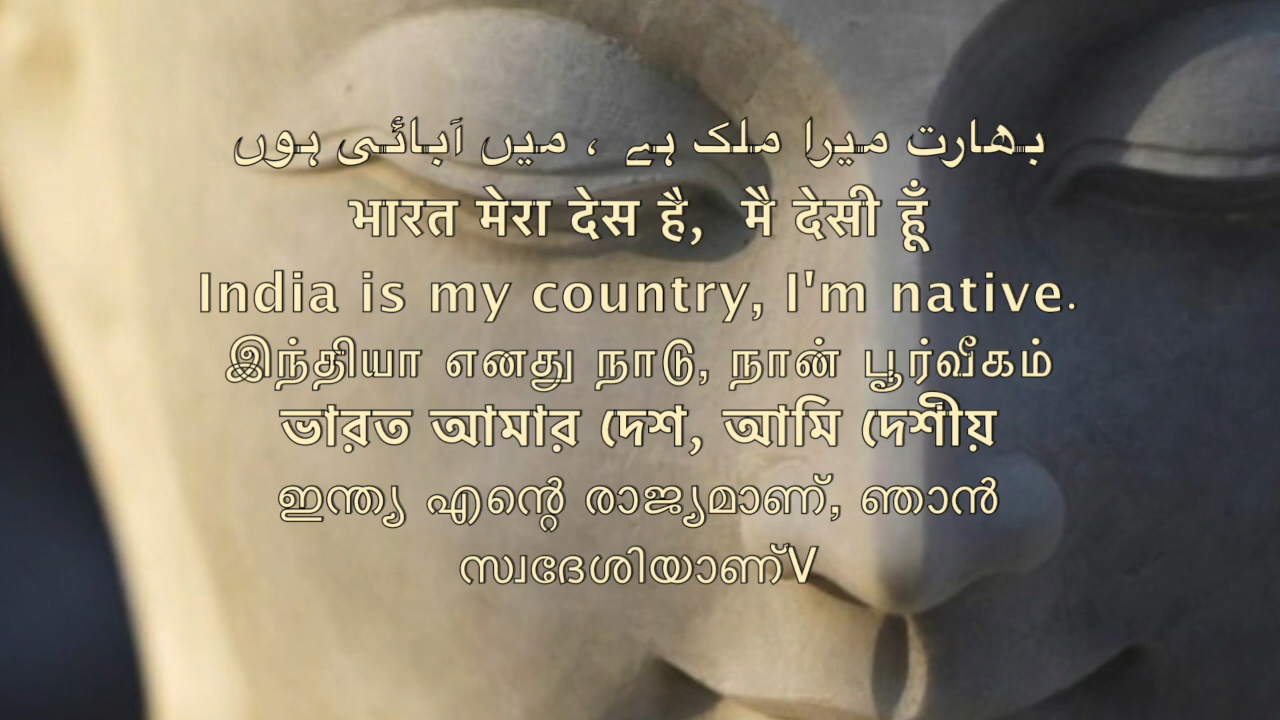 بھارت میرا ملک ہے ، میں آبائی ہوں
भारत मेरा देस है, मै देसी हूँ
India is my country, I'm native.
இந்தியா எனது நாடு, நான் பூர்வீகம்
ভারত আমার দেশ, আমি দেশীয়
ഇന്ത്യ എന്റെ രാജ്യമാണ്, ഞാൻ
സ്വദേശിയാണ്V